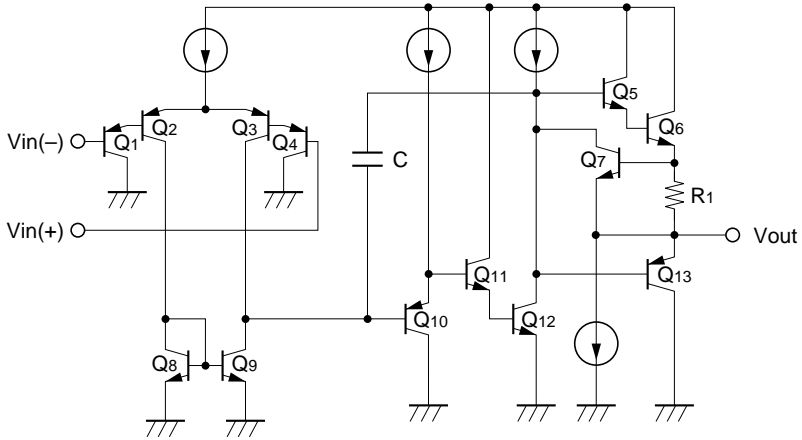 Q5
Q2
Q3
Q6
Vin(–)
Q1
Q4
Q7
C
R1
Vin(+)
Vout
Q11
Q13
Q10
Q12
Q8
Q9